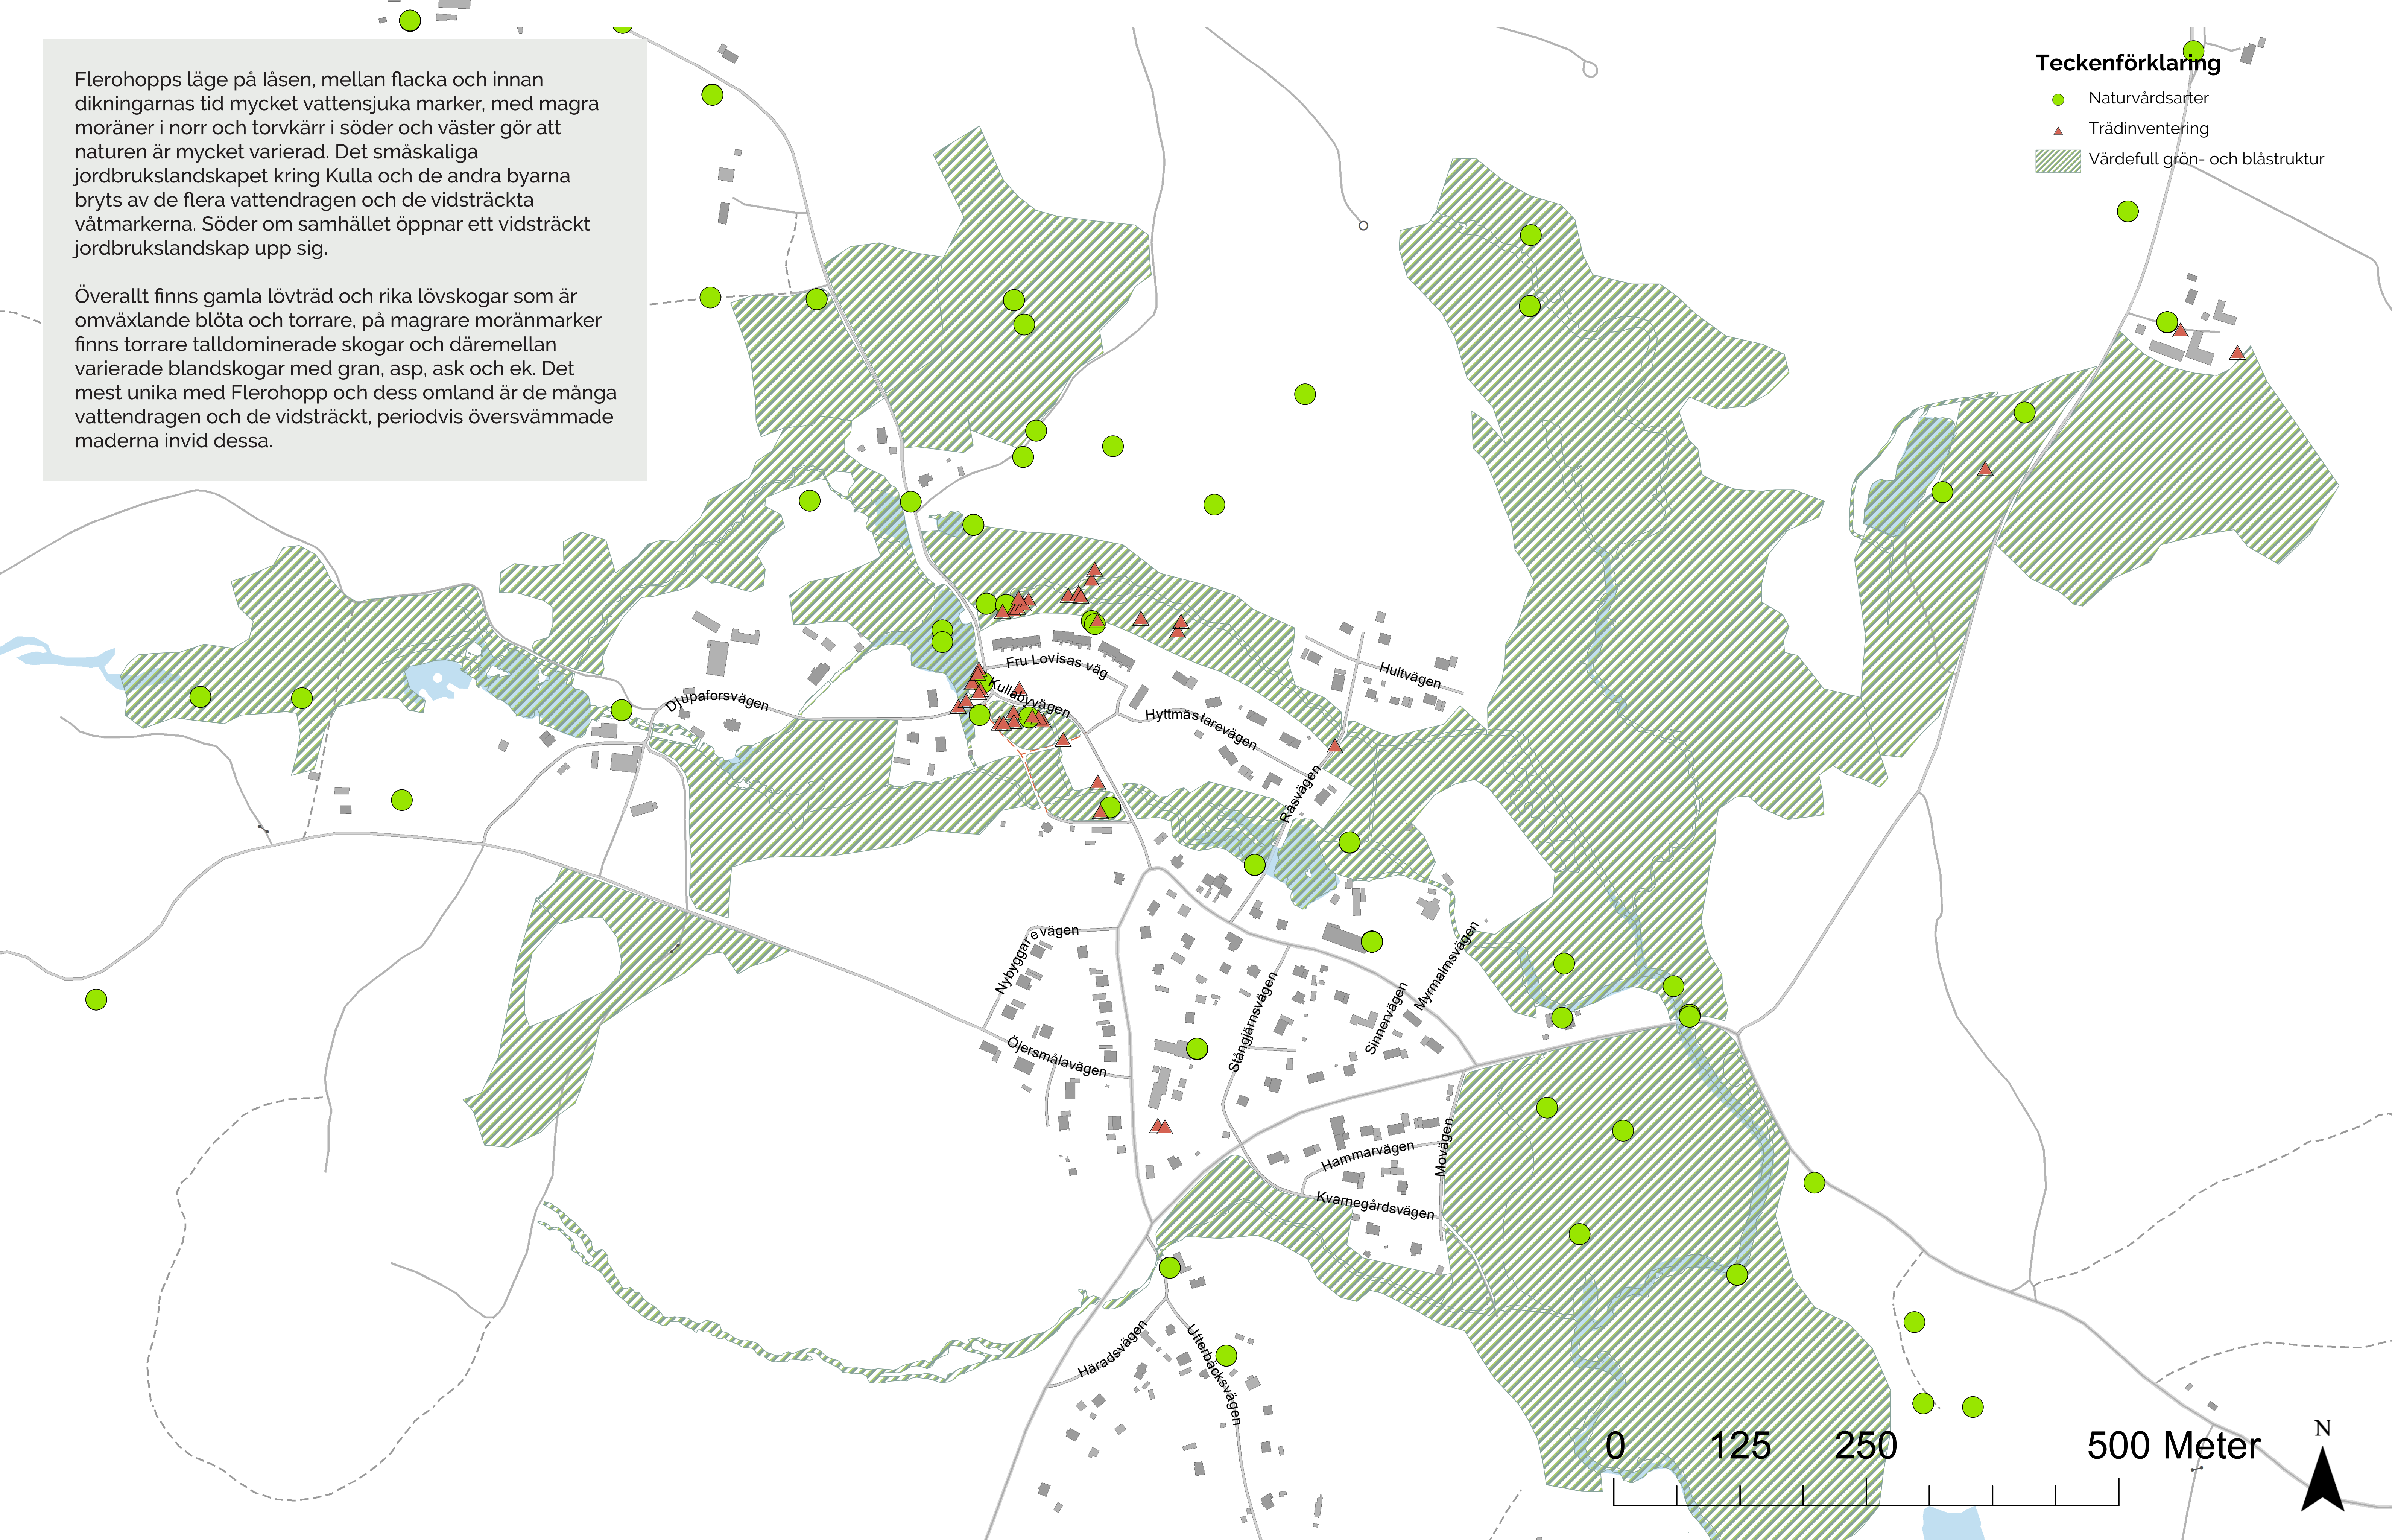 Flerohopps läge på låsen, mellan flacka och innan
dikningarnas tid mycket vattensjuka marker, med magra
moräner i norr och torvkärr i söder och väster gör att
naturen är mycket varierad. Det småskaliga
jordbrukslandskapet kring Kulla och de andra byarna
bryts av de flera vattendragen och de vidsträckta
våtmarkerna. Söder om samhället öppnar ett vidsträckt
jordbrukslandskap upp sig.
Överallt finns gamla lövträd och rika lövskogar som är
omväxlande blöta och torrare, på magrare moränmarker
finns torrare talldominerade skogar och däremellan
varierade blandskogar med gran, asp, ask och ek. Det
mest unika med Flerohopp och dess omland är de många
vattendragen och de vidsträckt, periodvis översvämmade
maderna invid dessa.
Teckenförklaring
Naturvårdsarter
Trädinventering
Värdefull grön- och blåstruktur
Fru Lovisas väg
Kullabyvägen
Djupaforsvägen
Hultvägen
Hyttmästarevägen
Råsvägen
Nybyggarevägen
Myrmalmsvägen
Sinnervägen
Stångjärnsvägen
Öjersmålavägen
Hammarvägen
Movägen
Kvarnegårdsvägen
Häradsvägen
Utterbäcksvägen
0 125 250 500 Meter
N